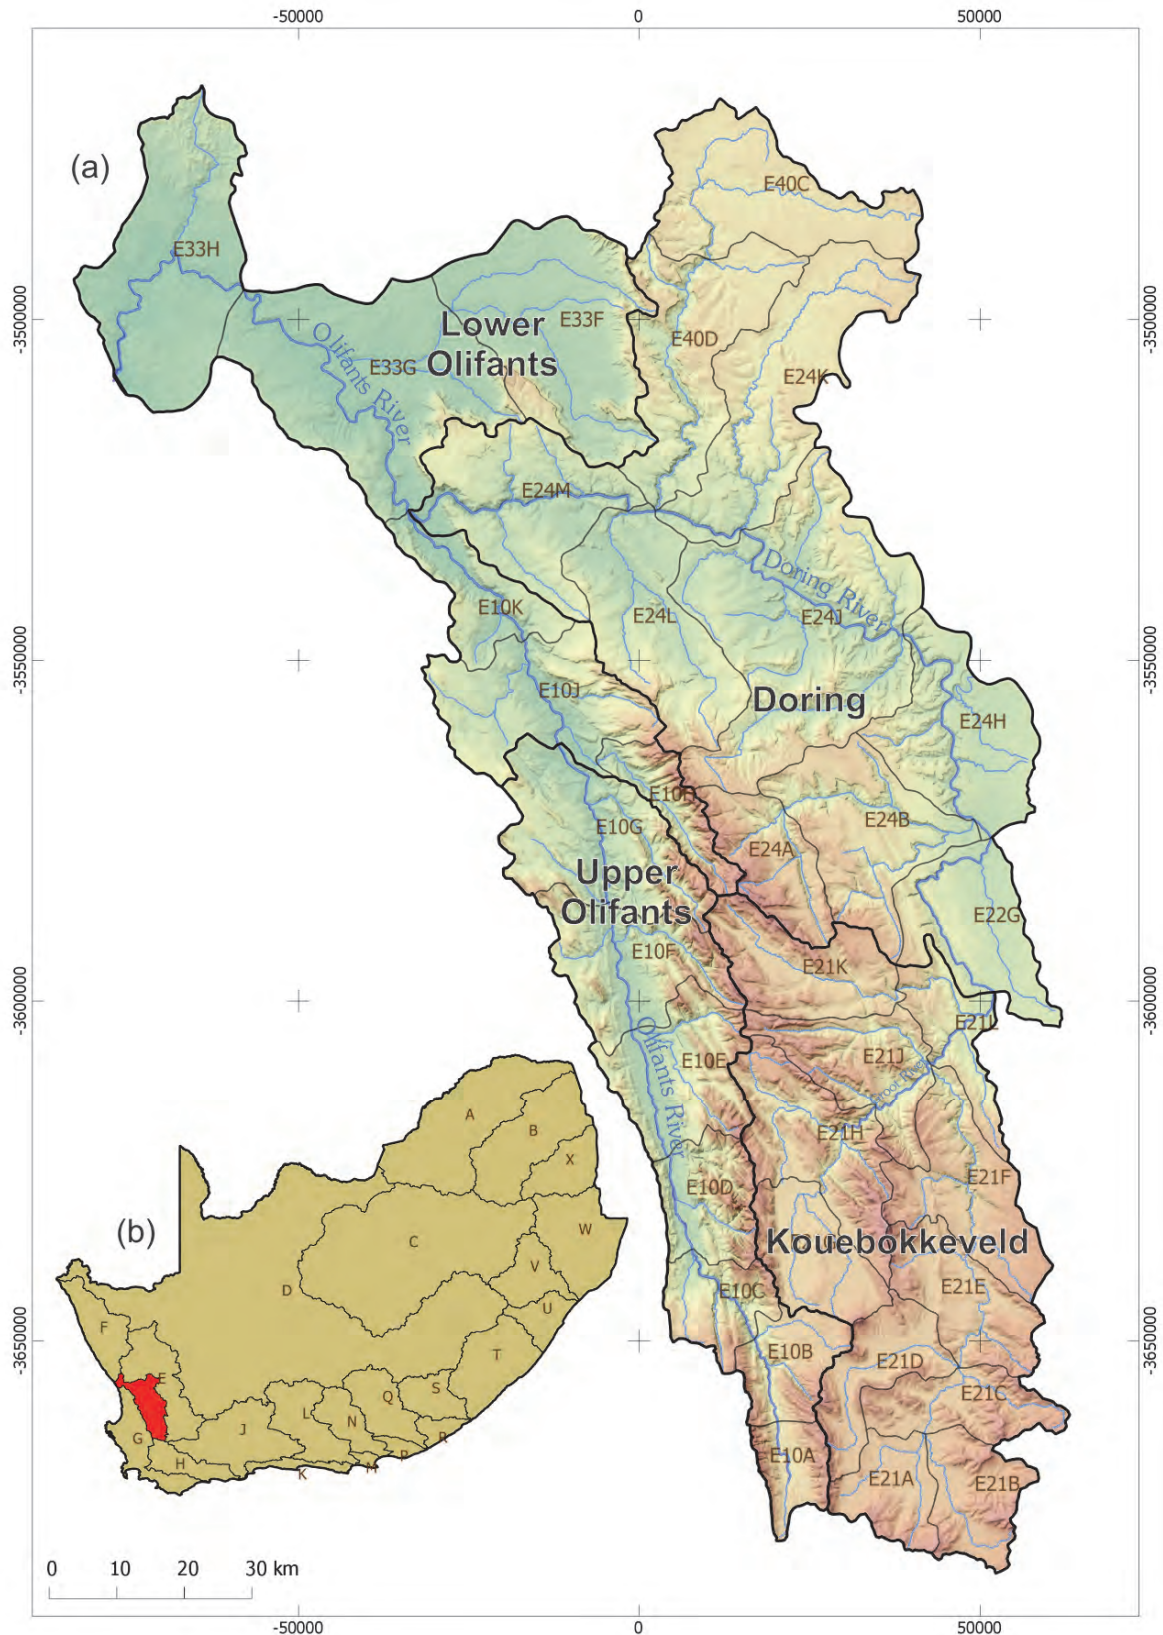 -50000
0
50000
(a)
E40C
E33H
-3500000
-3500000
E33F
Lower
Olifants
E40D
Olifants River
E33G
E24K
E24M
Doring River
E10K
E24L
E24J
-3550000
-3550000
E10J
Doring
E24H
E10G
E24B
E24A
Upper
Olifants
E22G
E10F
E21K
-3600000
-3600000
E21L
Olifants River
E10E
E21J
E21H
E21F
E10D
Kouebokkeveld
E21E
E10C
-3650000
-3650000
E10B
E21D
E21C
E10A
E21A
E21B
A
B
X
(b)
W
C
V
D
U
F
T
E
S
Q
L
N
J
G
R
H
P
M
K
0 10 20 30 km
-50000
0
50000